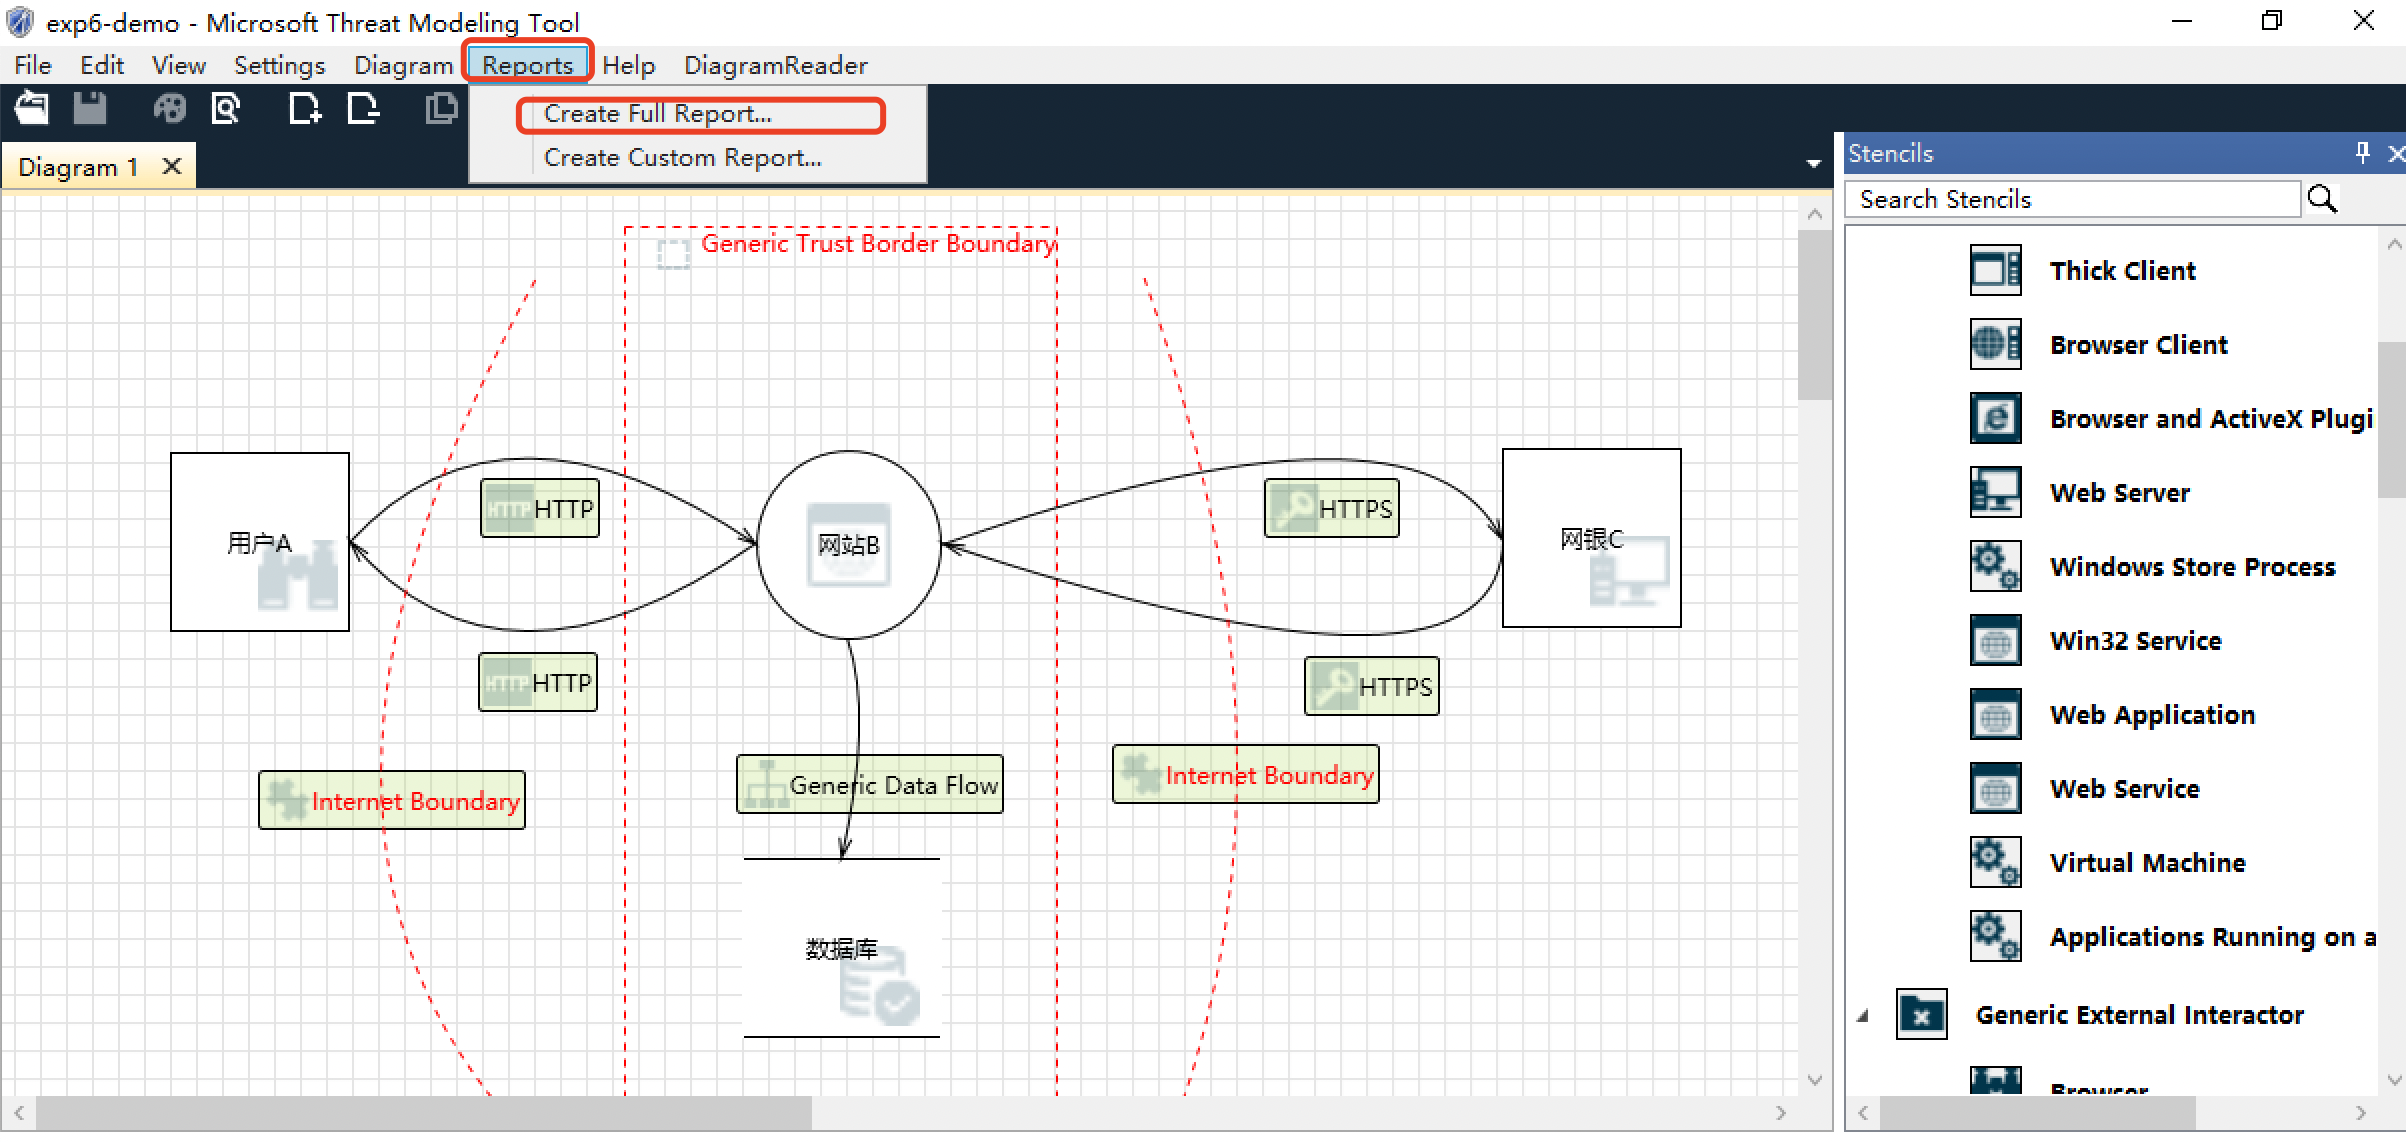 exp6-demo - Microsoft Threat Modeling Tool
File Edit View Settings Diagram Reports Help DiagramReader
Create Full Report...
Create Custom Report...
Diagram 1
Generic Trust Border Boundary
用户A
HTTP HTTP
网站B
HTTPS
网银C
HTTP HTTP
HTTPS
Internet Boundary
Generic Data Flow
Internet Boundary
数据库
Stencils
Search Stencils
Thick Client
Browser Client
Browser and ActiveX Plugi
Web Server
Windows Store Process
Win32 Service
Web Application
Web Service
Virtual Machine
Applications Running on a
Generic External Interactor
Browser